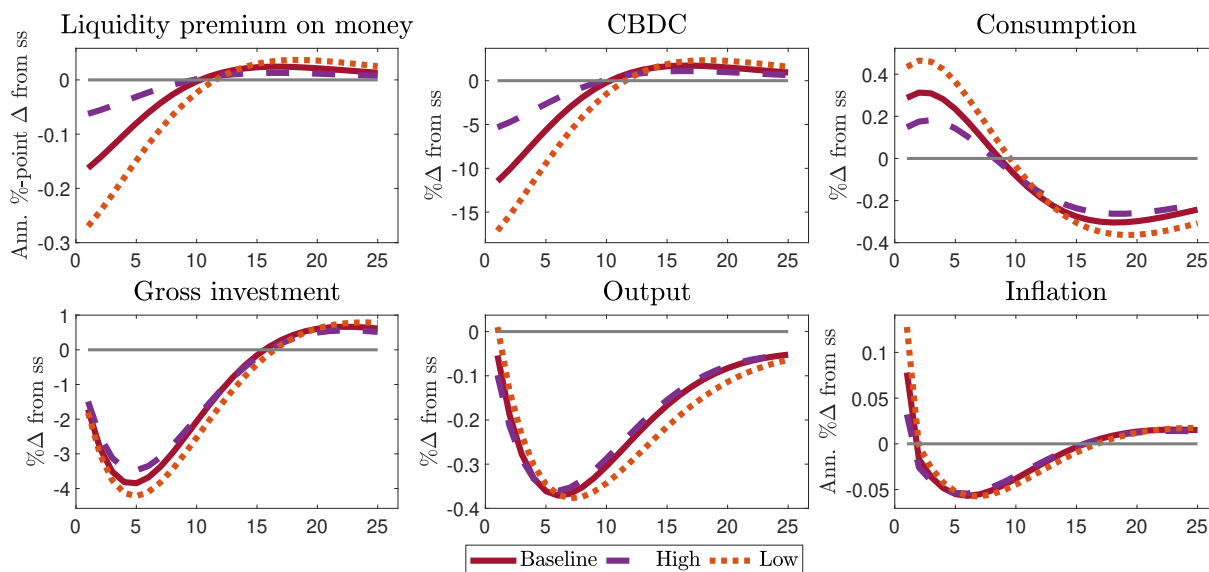 Liquidity premium on money
CBDC
Consumption
Ann. %-point Δ from ss
0
-0.1
-0.2
-0.3
0 5 10 15 20 25
%Δ from ss
0
-5
-10
-15
0 5 10 15 20 25
%Δ from ss
0.4
0.2
0
-0.2
-0.4
0 5 10 15 20 25
Gross investment
Output
Inflation
%Δ from ss
1
0
-1
-2
-3
-4
0 5 10 15 20 25
%Δ from ss
0
-0.1
-0.2
-0.3
-0.4
0 5 10 15 20 25
Ann. %Δ from ss
0.1
0.05
0
-0.05
0 5 10 15 20 25
Baseline High Low